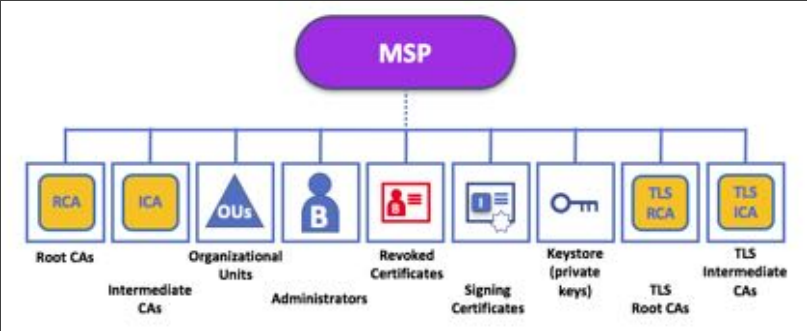 MSP
RCA
ICA
OUs
B
B
I
TLS
RCA
TLS
ICA
Root CAs
Intermediate
CAs
Organizational
Units
Administrators
Revoked
Certificates
Signing
Certificates
Keystore
(private
keys)
TLS
Root CAs
TLS
Intermediate
CAs